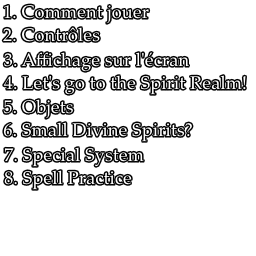 1. Comment jouer
2. Contrôles
3. Affichage sur l'écran
4. Let's go to the Spirit Realm!
5. Objets
6. Small Divine Spirits?
7. Special System
8. Spell Practice